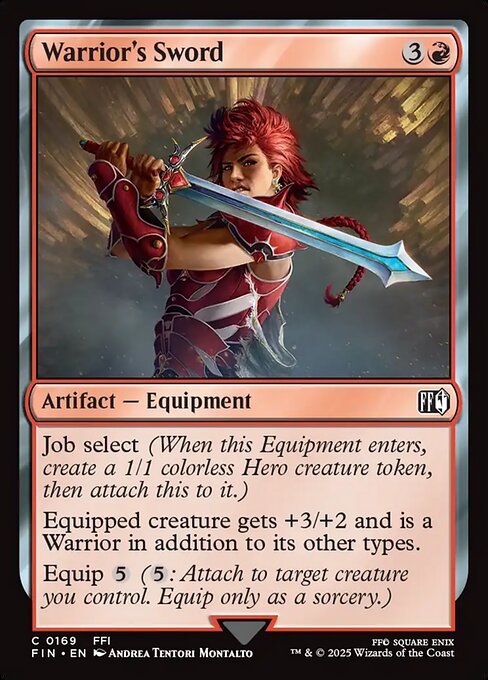 Warrior's Sword 3
Artifact — Equipment FFI
Job select (When this Equipment enters,
create a 1/1 colorless Hero creature token,
then attach this to it.)
Equipped creature gets +3/+2 and is a
Warrior in addition to its other types.
Equip 5 (5: Attach to target creature
you control. Equip only as a sorcery.)
C 0169 FFI FF® SQUARE ENIX
FIN • EN ANDREA TENTORI MONTALTO ™ & © 2025 Wizards of the Coast